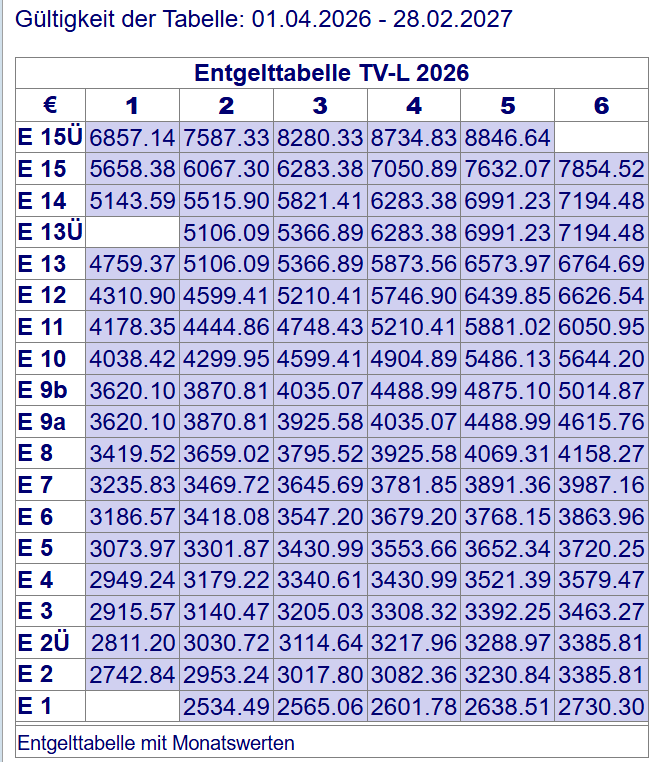 Gültigkeit der Tabelle: 01.04.2026 - 28.02.2027
Entgelttabelle TV-L 2026
€ 1 2 3 4 5 6
E 15Ü 6857.14 7587.33 8280.33 8734.83 8846.64
E 15 5658.38 6067.30 6283.38 7050.89 7632.07 7854.52
E 14 5143.59 5515.90 5821.41 6283.38 6991.23 7194.48
E 13Ü 5106.09 5366.89 6283.38 6991.23 7194.48
E 13 4759.37 5106.09 5366.89 5873.56 6573.97 6764.69
E 12 4310.90 4599.41 5210.41 5746.90 6439.85 6626.54
E 11 4178.35 4444.86 4748.43 5210.41 5881.02 6050.95
E 10 4038.42 4299.95 4599.41 4904.89 5486.13 5644.20
E 9b 3620.10 3870.81 4035.07 4488.99 4875.10 5014.87
E 9a 3620.10 3870.81 3925.58 4035.07 4488.99 4615.76
E 8 3419.52 3659.02 3795.52 3925.58 4069.31 4158.27
E 7 3235.83 3469.72 3645.69 3781.85 3891.36 3987.16
E 6 3186.57 3418.08 3547.20 3679.20 3768.15 3863.96
E 5 3073.97 3301.87 3430.99 3553.66 3652.34 3720.25
E 4 2949.24 3179.22 3340.61 3430.99 3521.39 3579.47
E 3 2915.57 3140.47 3205.03 3308.32 3392.25 3463.27
E 2Ü 2811.20 3030.72 3114.64 3217.96 3288.97 3385.81
E 2 2742.84 2953.24 3017.80 3082.36 3230.84 3385.81
E 1 2534.49 2565.06 2601.78 2638.51 2730.30
Entgelttabelle mit Monatswerten